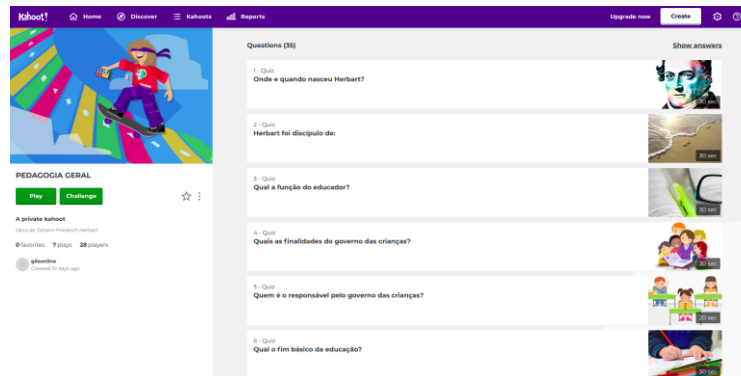 Kahoot! Home Discover Kahoots Reports Upgrade now Create
Questions (35) Show answers
1 - Quiz
Onde e quando nasceu Herbart?
30 sec
2 - Quiz
Herbart foi discípulo de:
30 sec
3 - Quiz
Qual a função do educador?
30 sec
4 - Quiz
Quais as finalidades do governo das crianças?
30 sec
5 - Quiz
Quem é o responsável pelo governo das crianças?
20 sec
6 - Quiz
Qual o fim básico da educação?
30 sec
PEDAGOGIA GERAL
Play Challenge
A private kahoot
Obra de Johann Friedrich Herbart
0 favorites 7 plays 28 players
gilsonline
Created 10 days ago